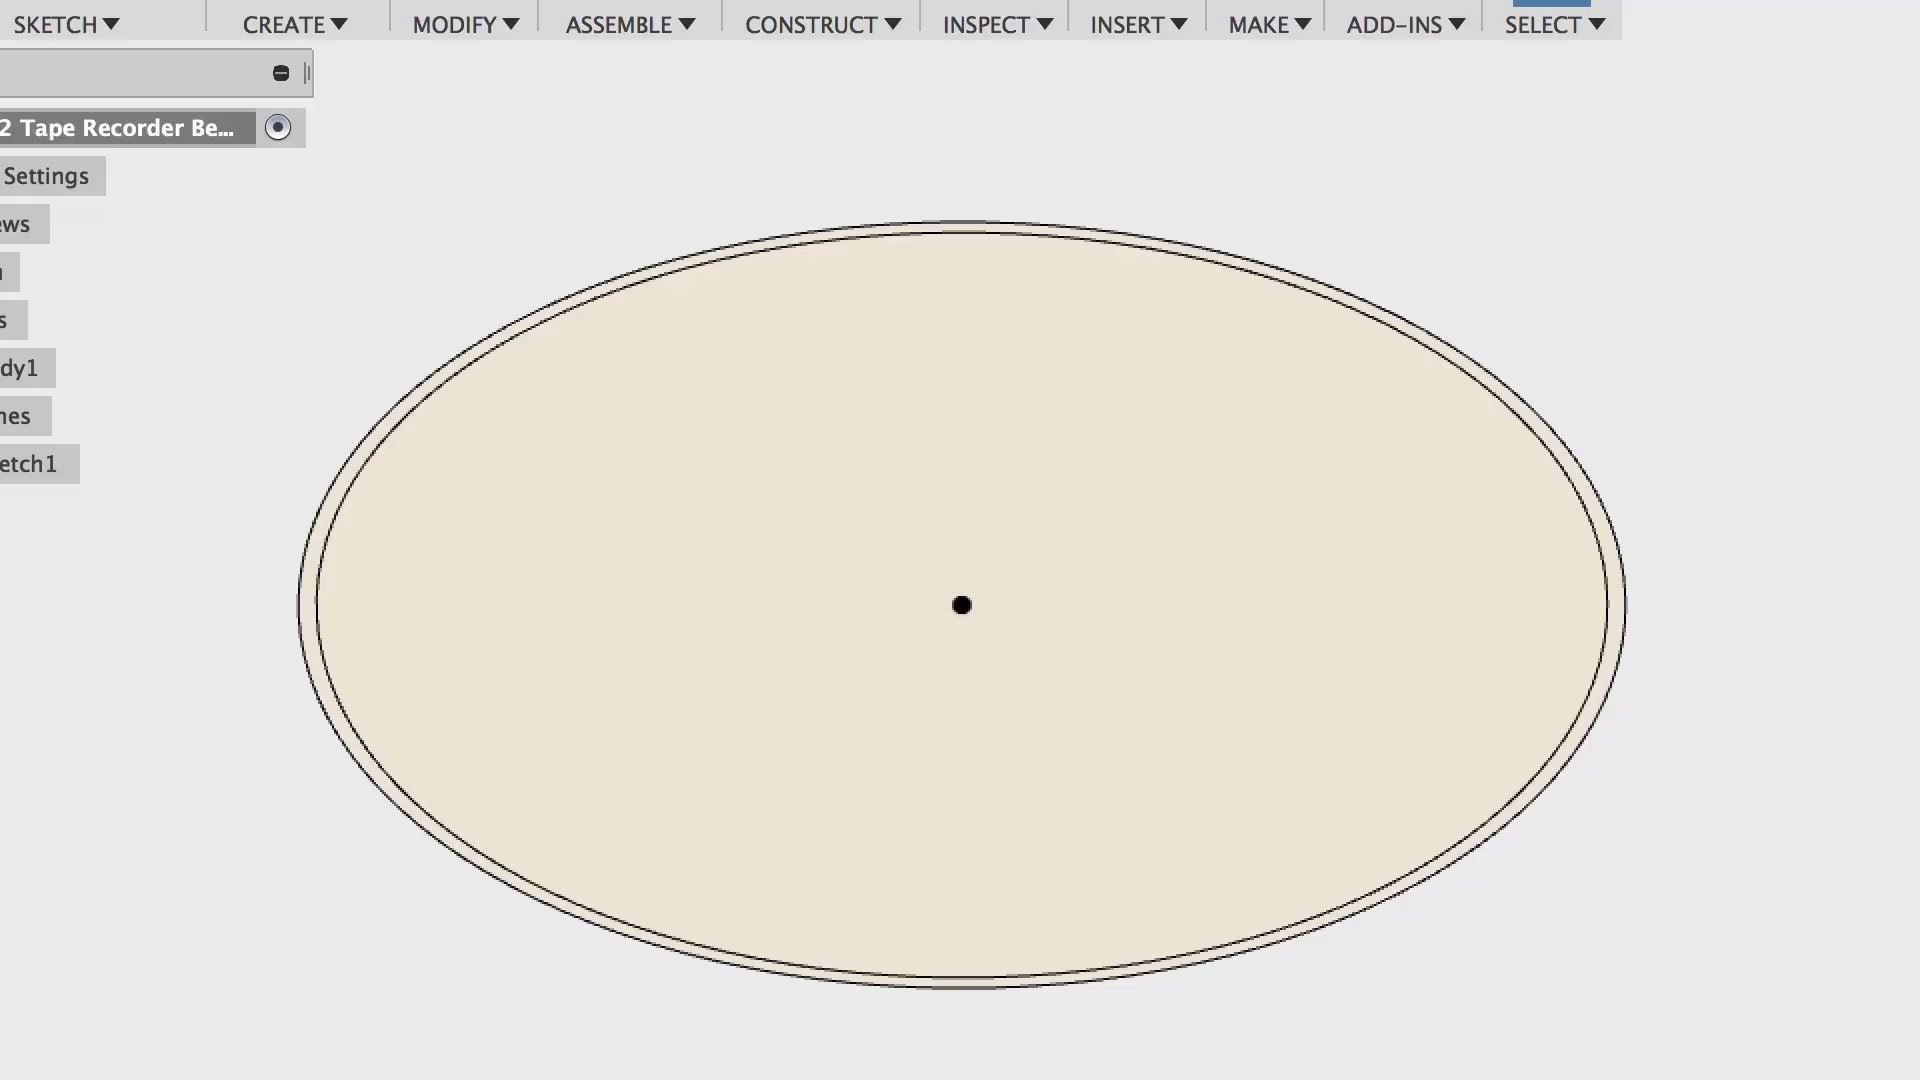 SKETCH CREATE MODIFY ASSEMBLE CONSTRUCT INSPECT INSERT MAKE ADD-INS SELECT
2 Tape Recorder Be...
Settings
ews
s
dy1
nes
etch1